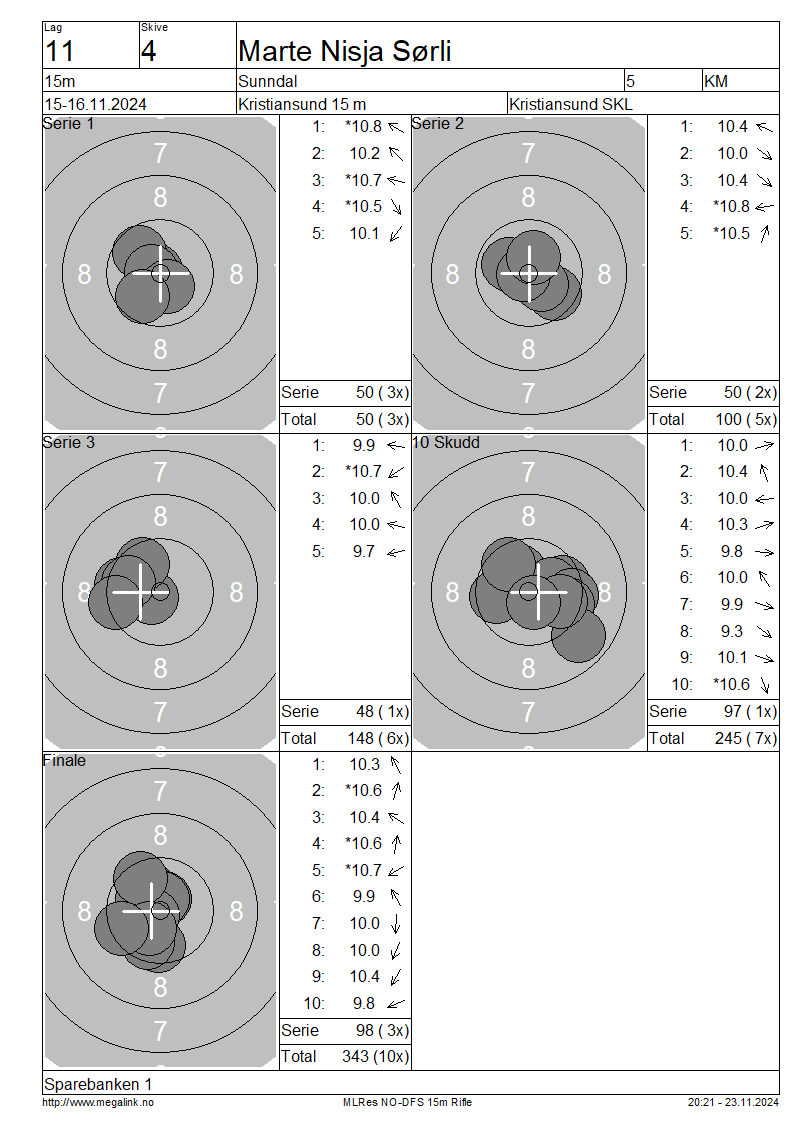 Lag Skive
11 4 Marte Nisja Sørli
15m Sunndal 5 KM
15-16.11.2024 Kristiansund 15 m Kristiansund SKL
Serie 1
7
8
8 8
8
7
1: *10.8
2: 10.2
3: *10.7
4: *10.5
5: 10.1
Serie 50 ( 3x)
Total 50 ( 3x)
Serie 2
7
8
8 8
8
7
1: 10.4
2: 10.0
3: 10.4
4: *10.8
5: *10.5
Serie 50 ( 2x)
Total 100 ( 5x)
Serie 3
7
8
8 8
8
7
1: 9.9
2: *10.7
3: 10.0
4: 10.0
5: 9.7
Serie 48 ( 1x)
Total 148 ( 6x)
10 Skudd
7
8
8 8
8
7
1: 10.0
2: 10.4
3: 10.0
4: 10.3
5: 9.8
6: 10.0
7: 9.9
8: 9.3
9: 10.1
10: *10.6
Serie 97 ( 1x)
Total 245 ( 7x)
Finale
7
8
8 8
8
7
1: 10.3
2: *10.6
3: 10.4
4: *10.6
5: *10.7
6: 9.9
7: 10.0
8: 10.0
9: 10.4
10: 9.8
Serie 98 ( 3x)
Total 343 (10x)
Sparebanken 1
http://www.megalink.no MLRes NO-DFS 15m Rifle 20:21 - 23.11.2024